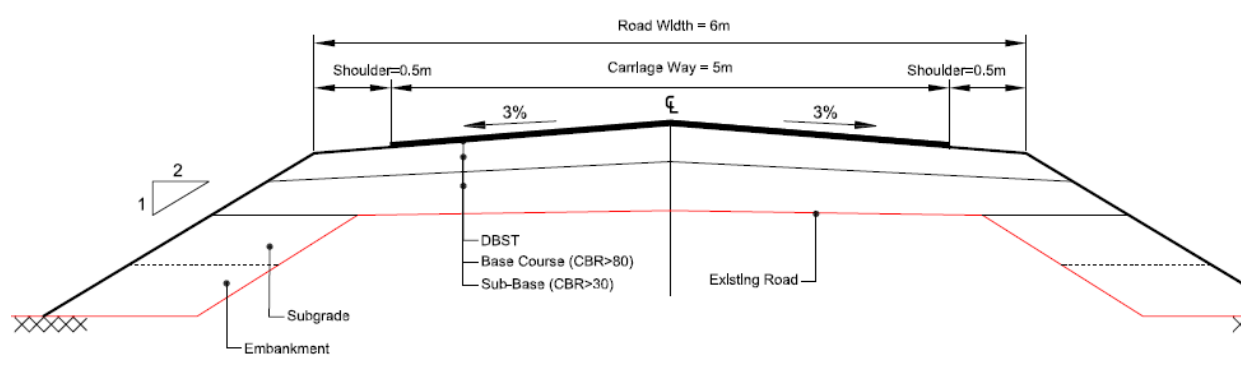 Road Width = 6m
Shoulder=0.5m
Carriage Way = 5m
Shoulder=0.5m
℄
3%
3%
2
1
DBST
Base Course (CBR>80)
Sub-Base (CBR>30)
Existing Road
Subgrade
Embankment